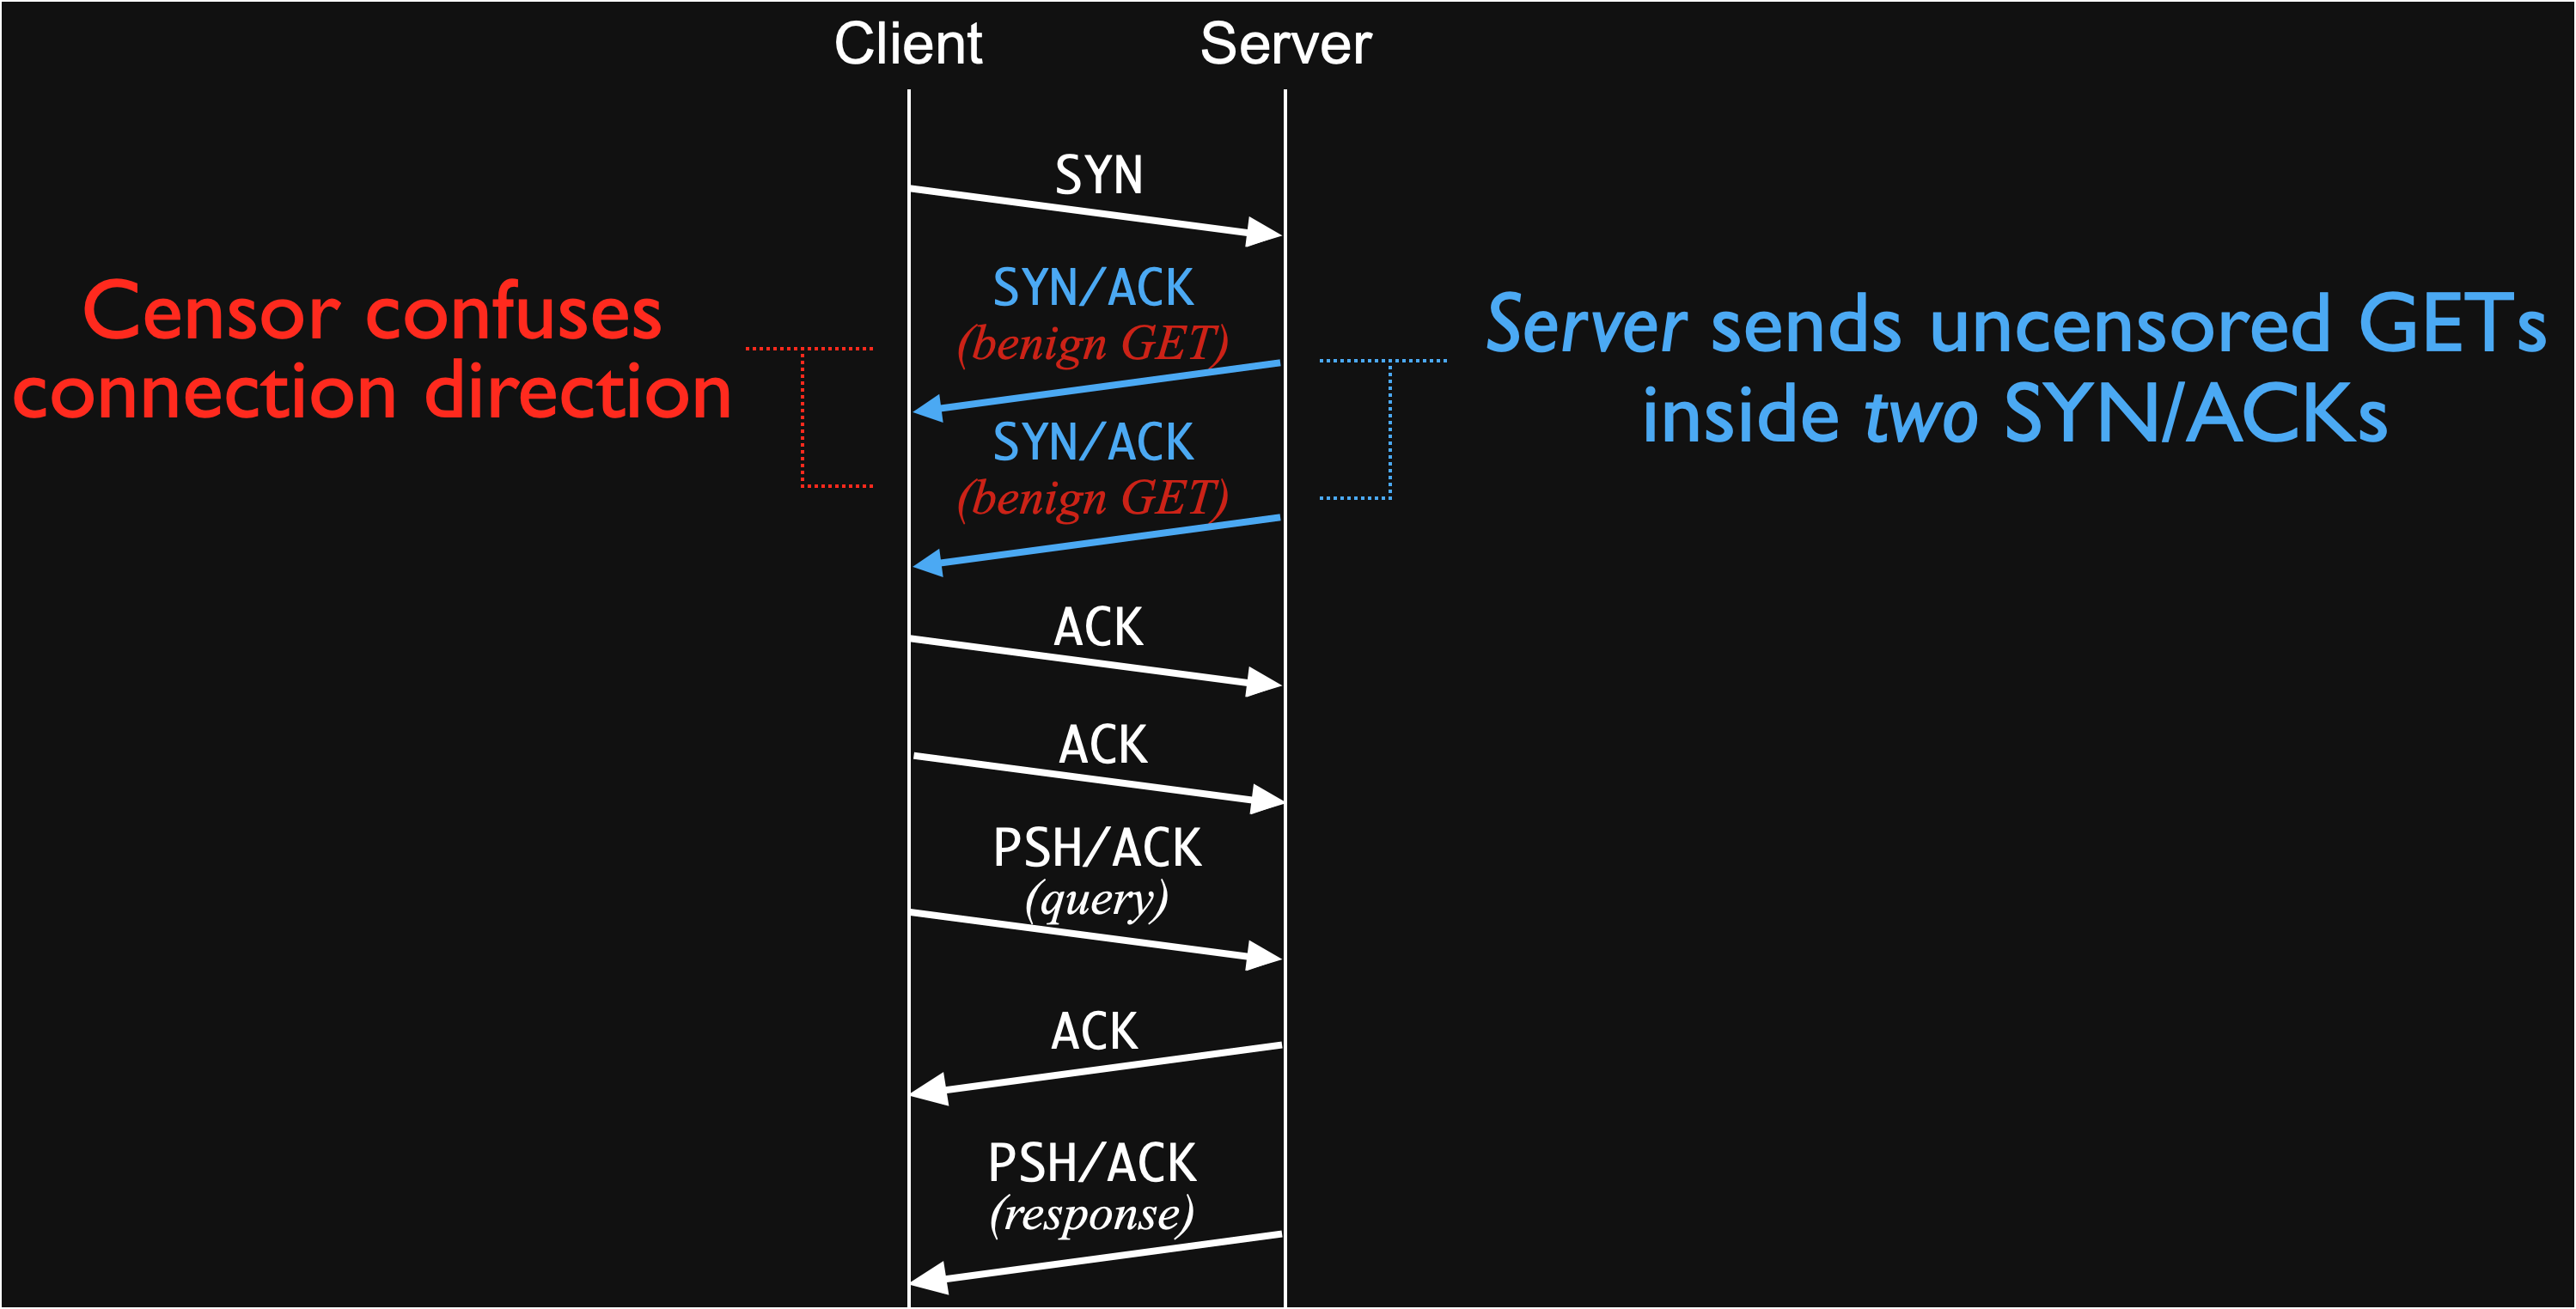 Client
Server
SYN
SYN/ACK
(benign GET)
SYN/ACK
(benign GET)
Censor confuses
connection direction
Server sends uncensored GETs
inside two SYN/ACKs
ACK
ACK
PSH/ACK
(query)
ACK
PSH/ACK
(response)